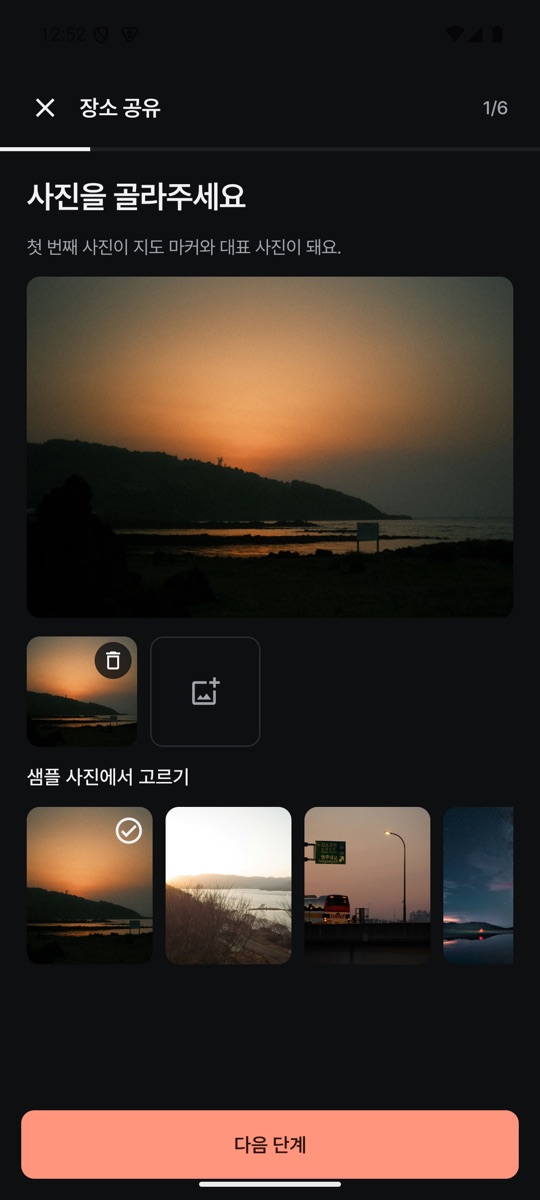 12:52
장소 공유
1/6
사진을 골라주세요
첫 번째 사진이 지도 마커와 대표 사진이 돼요.
샘플 사진에서 고르기
다음 단계